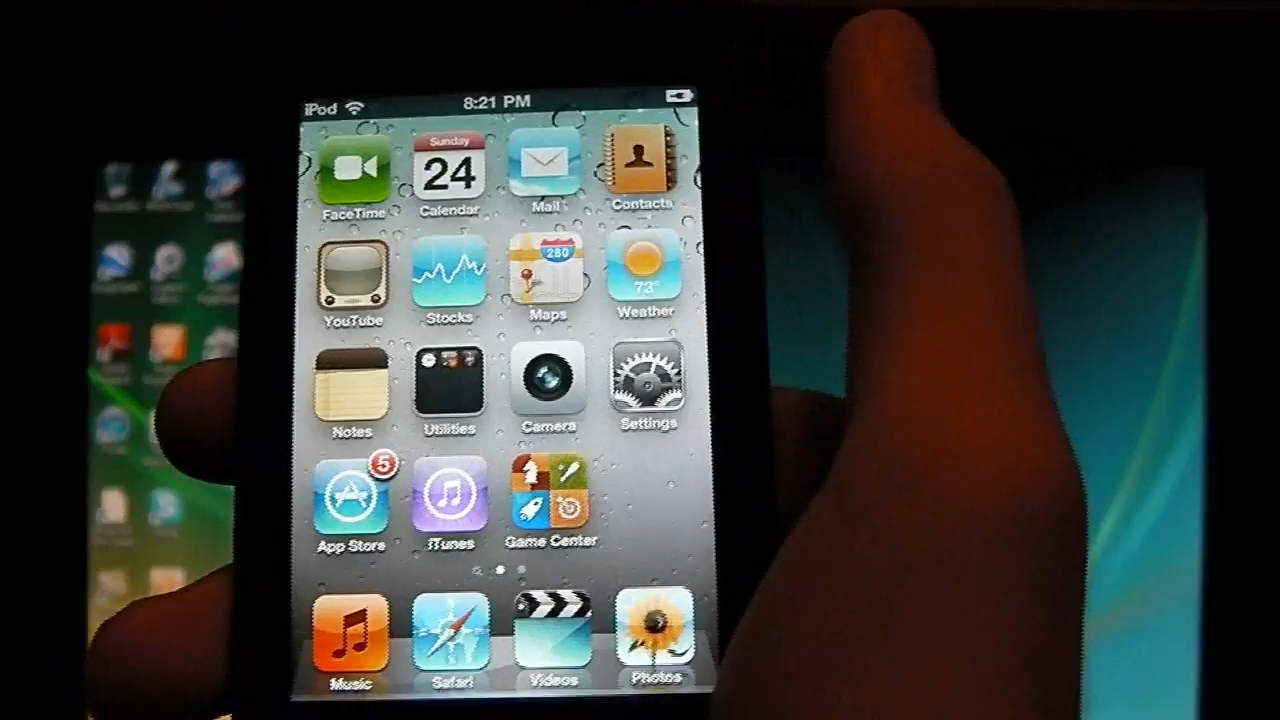 iPod 8:21 PM
Sunday
24
FaceTime Calendar Mail Contacts
280
73°
YouTube Stocks Maps Weather
Notes Utilities Camera Settings
5
App Store iTunes Game Center
Music Safari Videos Photos